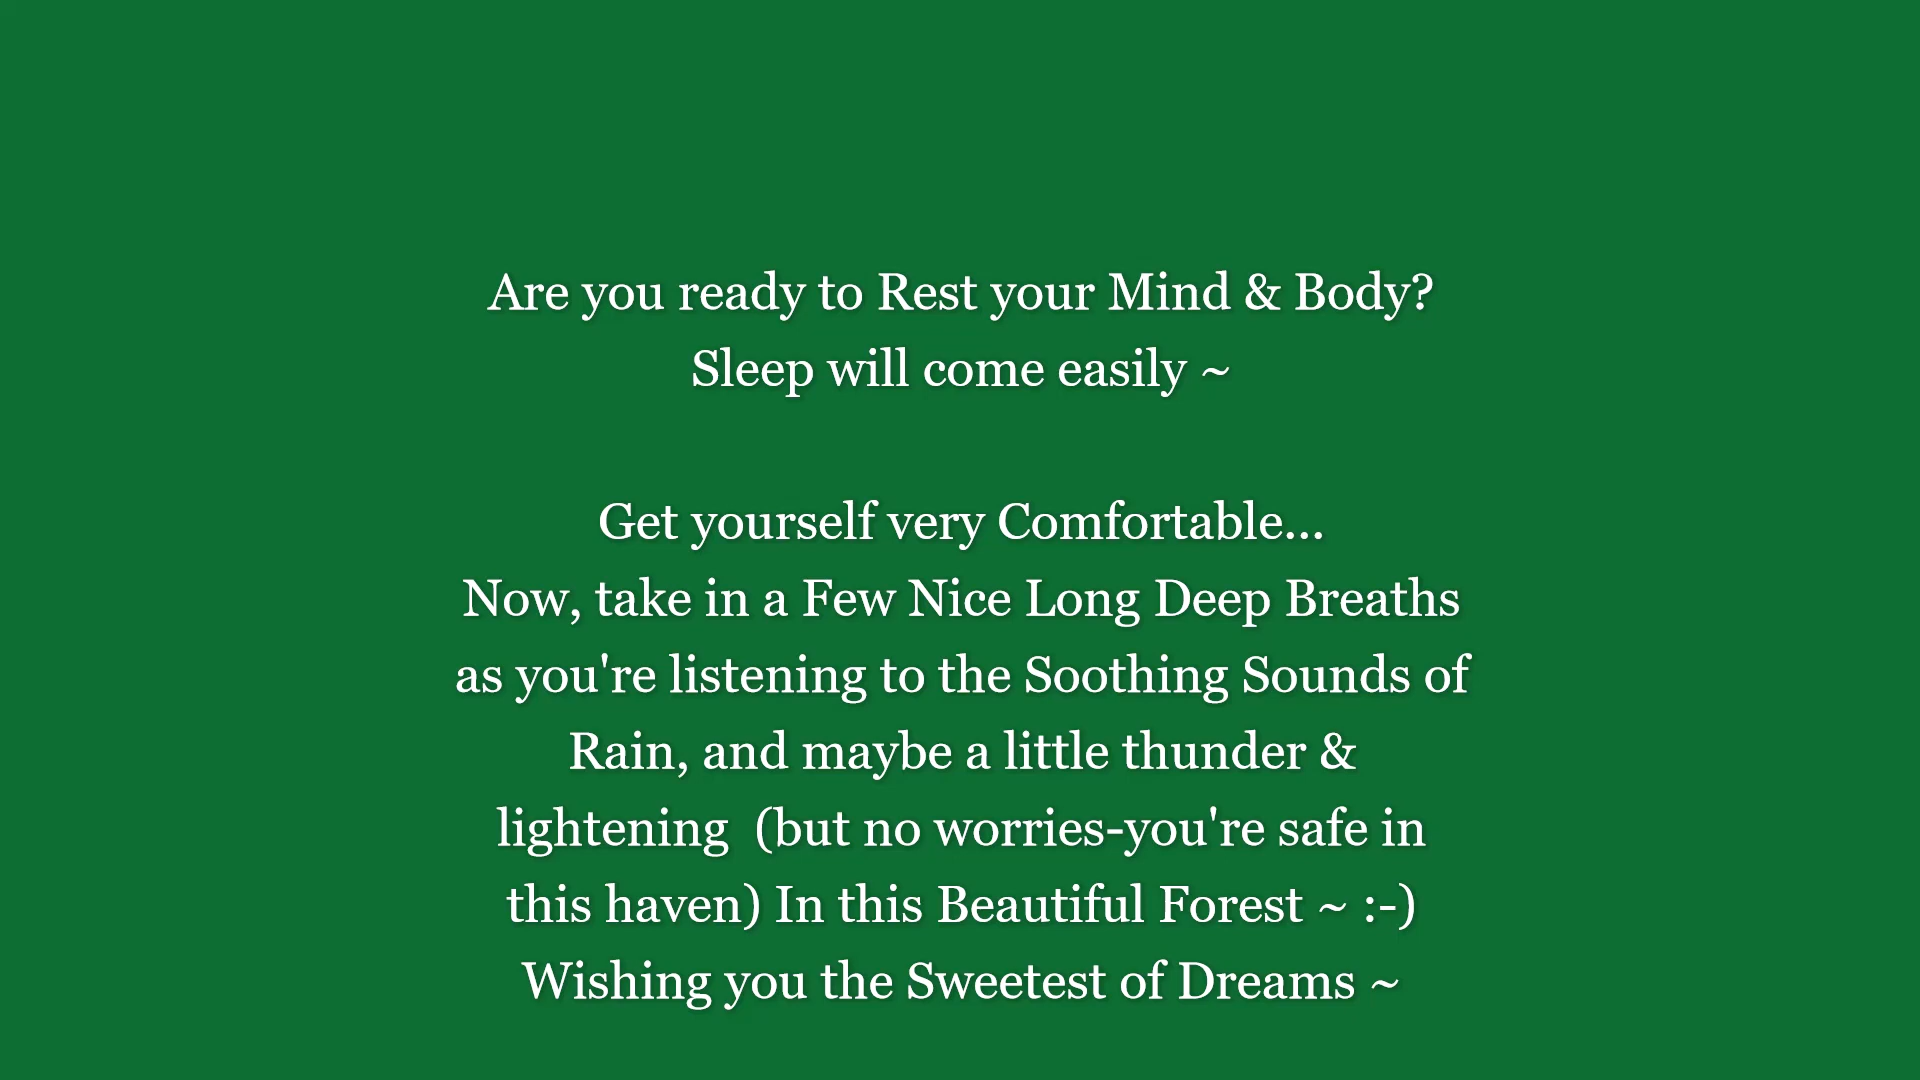 Are you ready to Rest your Mind & Body?
Sleep will come easily ~
Get yourself very Comfortable...
Now, take in a Few Nice Long Deep Breaths
as you're listening to the Soothing Sounds of
Rain, and maybe a little thunder &
lightening  (but no worries-you're safe in
this haven) In this Beautiful Forest ~ :-)
Wishing you the Sweetest of Dreams ~